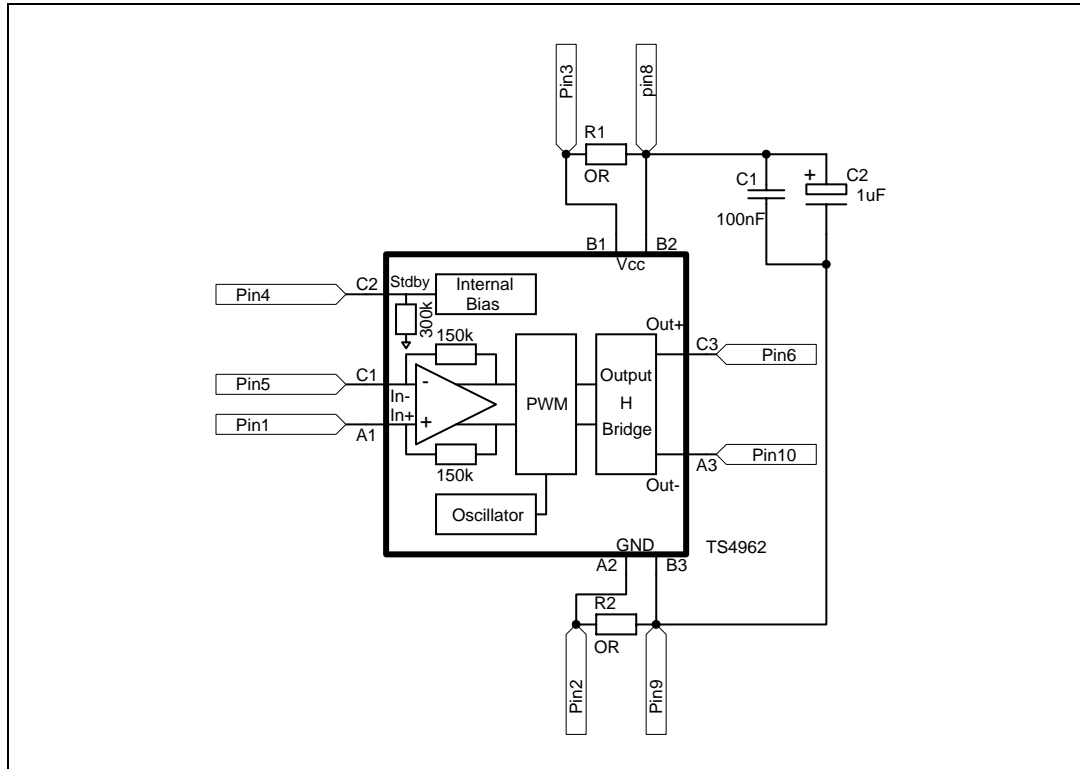 Pin3
pin8
R1
OR
C1
100nF
+
C2
1uF
B1
B2
Vcc
Pin4
C2
Stdby
300k
Internal
Bias
150k
Out+
C3
Pin6
Pin5
C1
In-
-
In+
+
Pin1
A1
PWM
Output
H
Bridge
150k
A3
Pin10
Out-
Oscillator
GND
TS4962
A2
B3
R2
OR
Pin2
Pin9